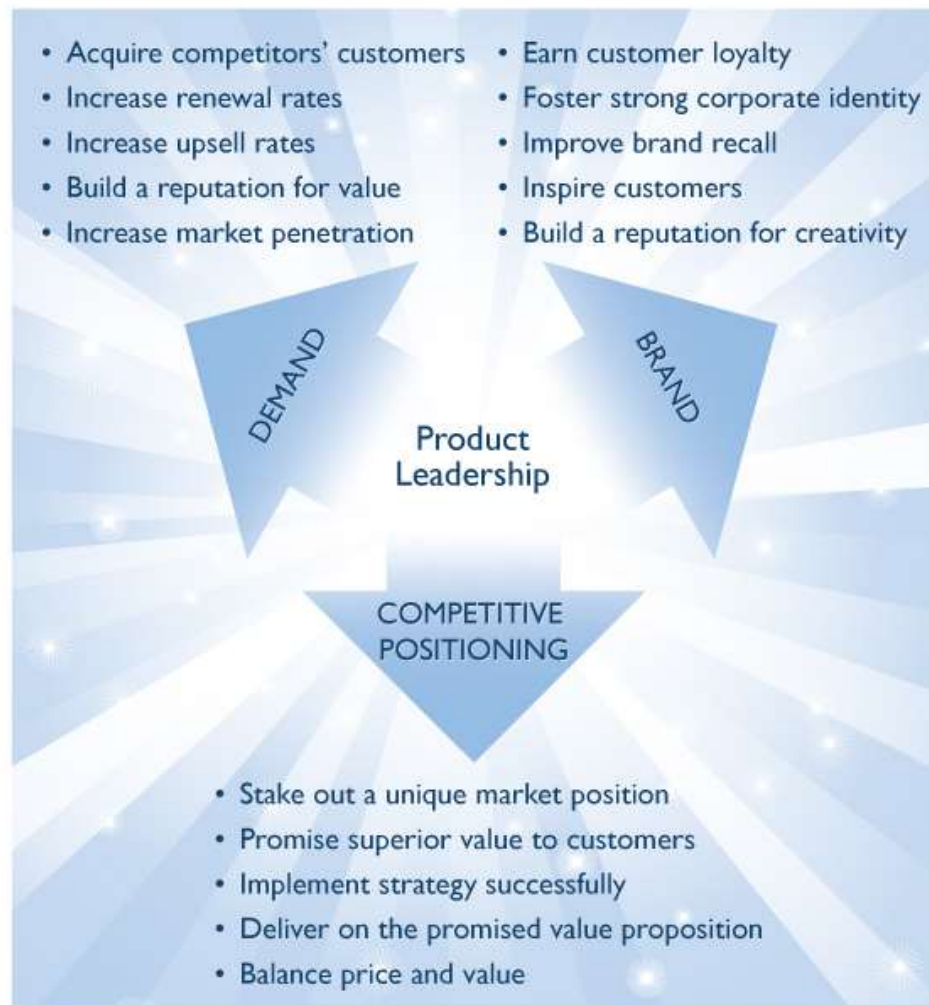 • Acquire competitors' customers
• Increase renewal rates
• Increase upsell rates
• Build a reputation for value
• Increase market penetration
• Earn customer loyalty
• Foster strong corporate identity
• Improve brand recall
• Inspire customers
• Build a reputation for creativity
DEMAND
BRAND
Product
Leadership
COMPETITIVE
POSITIONING
• Stake out a unique market position
• Promise superior value to customers
• Implement strategy successfully
• Deliver on the promised value proposition
• Balance price and value